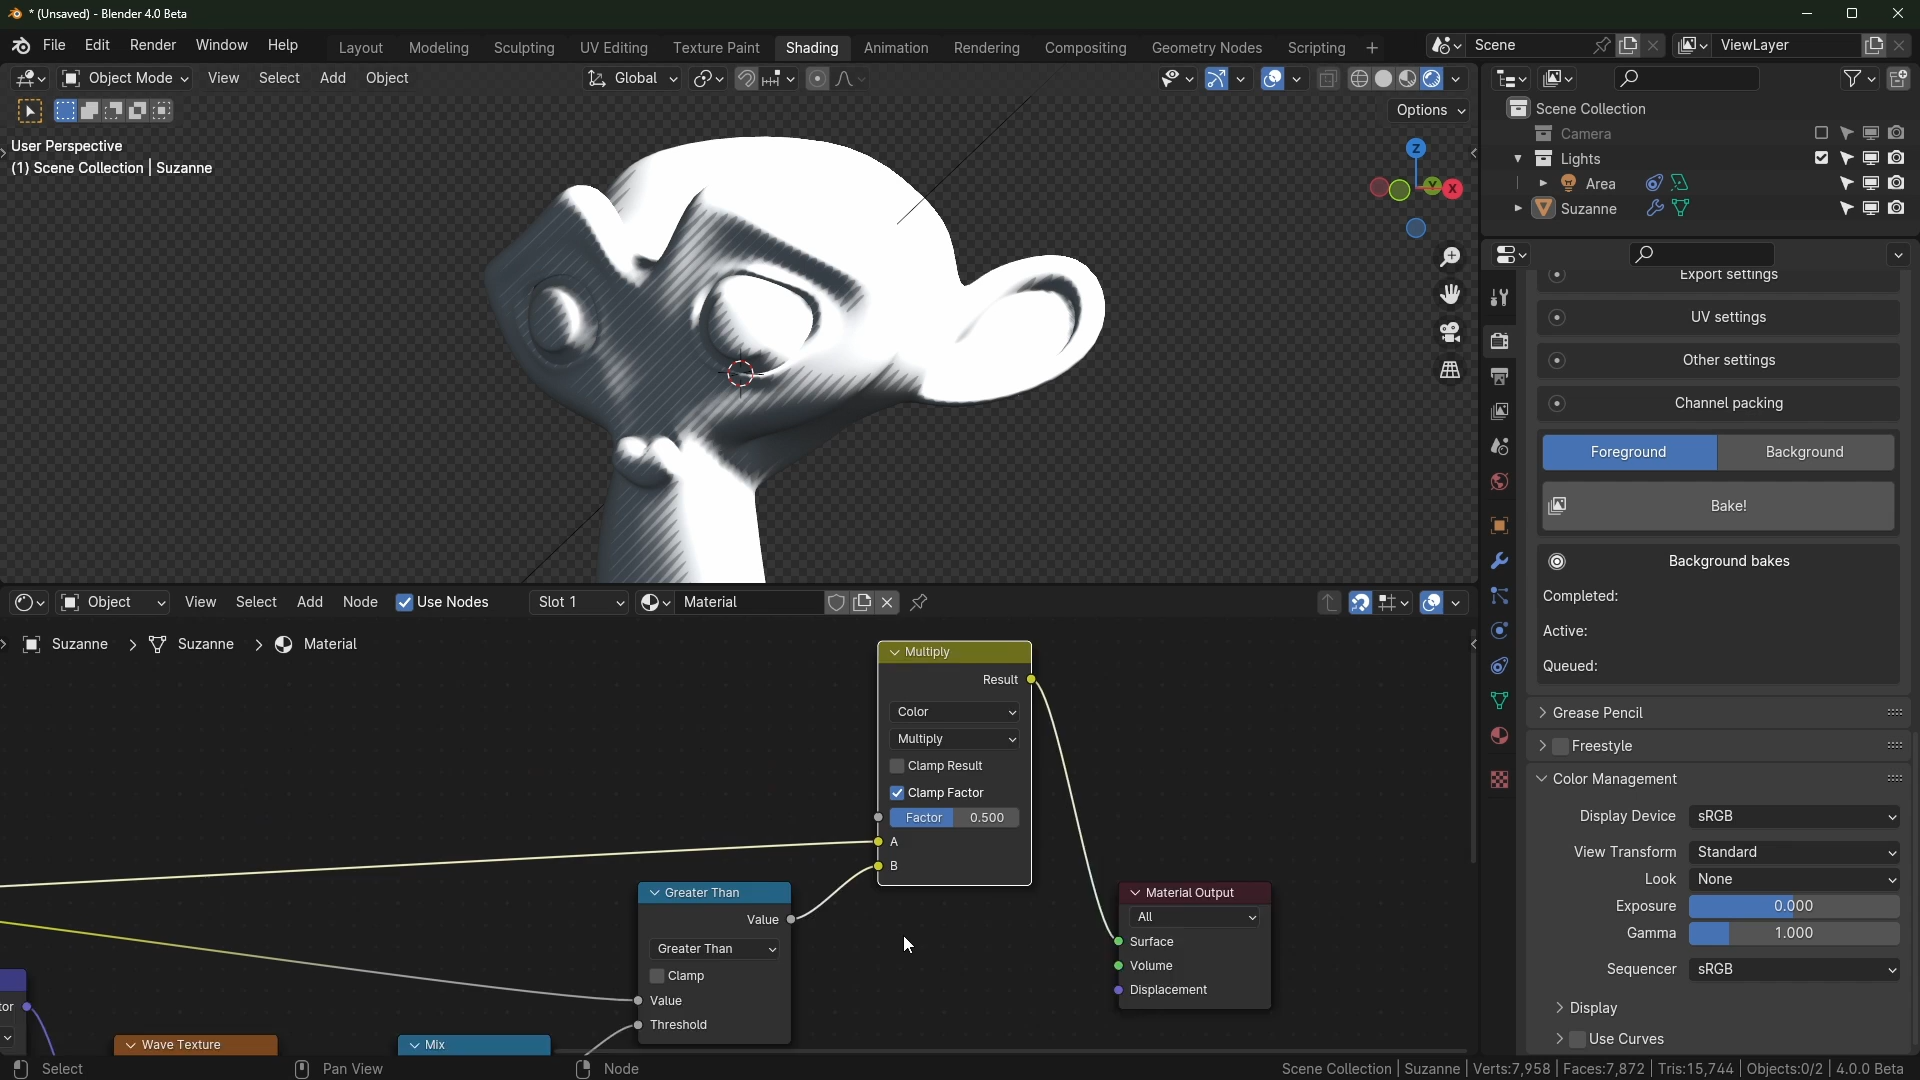 * (Unsaved) - Blender 4.0 Beta
File Edit Render Window Help Layout Modeling Sculpting UV Editing Texture Paint Shading Animation Rendering Compositing Geometry Nodes Scripting + Scene ViewLayer
Object Mode View Select Add Object Global
Options
User Perspective
(1) Scene Collection | Suzanne
Z
Y X
Scene Collection
Camera
Lights
Area
Suzanne
Export settings
UV settings
Other settings
Channel packing
Foreground Background
Bake!
Background bakes
Completed:
Active:
Queued:
Grease Pencil
Freestyle
Color Management
Display Device sRGB
View Transform Standard
Look None
Exposure 0.000
Gamma 1.000
Sequencer sRGB
Display
Use Curves
Object View Select Add Node Use Nodes Slot 1 Material
Suzanne > Suzanne > Material
Multiply
Result
Color
Multiply
Clamp Result
Clamp Factor
Factor 0.500
A
B
Greater Than
Value
Greater Than
Clamp
Value
Threshold
Material Output
All
Surface
Volume
Displacement
tor
Wave Texture
Mix
Select Pan View Node
Scene Collection | Suzanne | Verts:7,958 | Faces:7,872 | Tris:15,744 | Objects:0/2 | 4.0.0 Beta